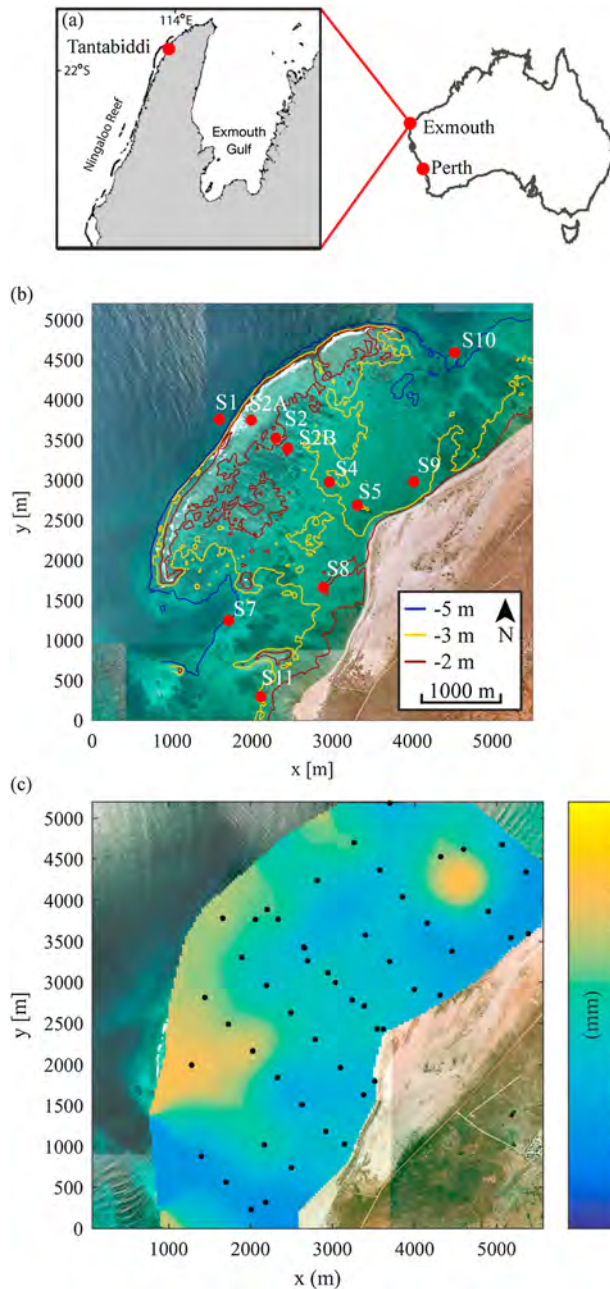 (a)
114°E
Tantabiddi
22°S
Ningaloo Reef
Exmouth
Gulf
Exmouth
Perth
(b)
5000
4500
4000
3500
3000
2500
2000
1500
1000
500
0
y [m]
S10
S1
S2A
S2
S2B
S4
S9
S5
S8
S7
S11
-5 m
-3 m
-2 m
N
1000 m
0 1000 2000 3000 4000 5000
x [m]
(c)
5000
4500
4000
3500
3000
2500
2000
1500
1000
500
0
y [m]
(mm)
1000 2000 3000 4000 5000
x (m)